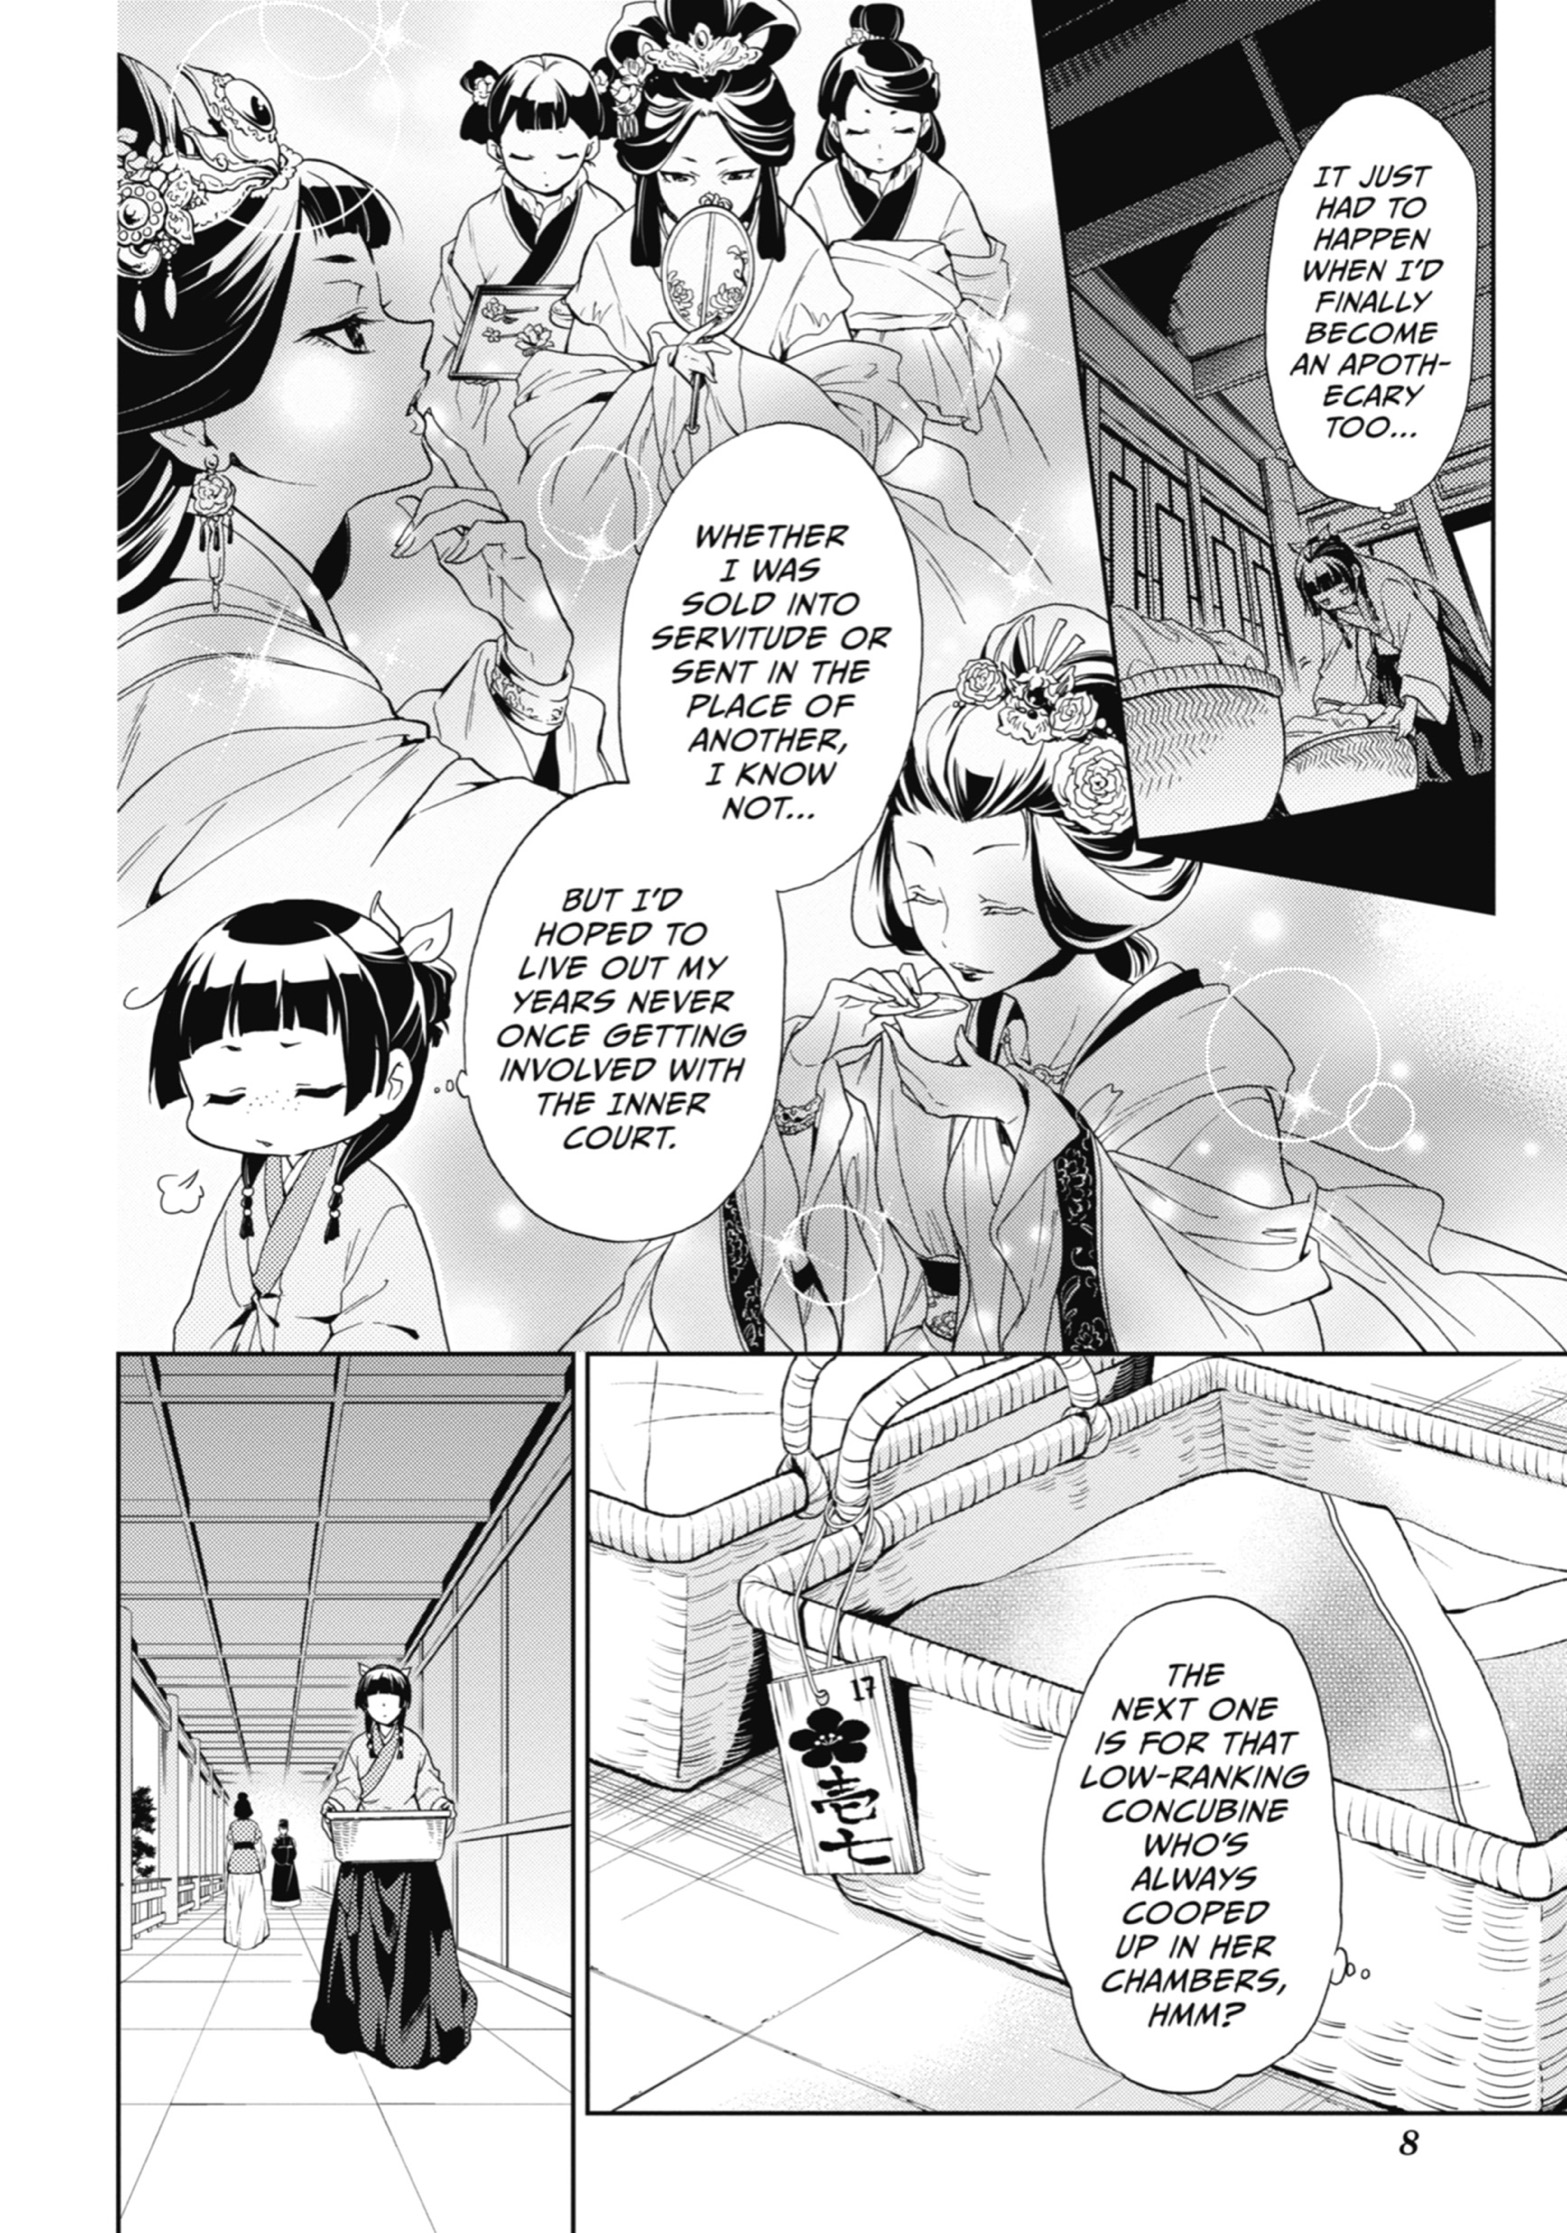 IT JUST
HAD TO
HAPPEN
WHEN I'D
FINALLY
BECOME
AN APOTH-
ECARY
TOO...
WHETHER
I WAS
SOLD INTO
SERVITUDE OR
SENT IN THE
PLACE OF
ANOTHER,
I KNOW
NOT...
BUT I'D
HOPED TO
LIVE OUT MY
YEARS NEVER
ONCE GETTING
INVOLVED WITH
THE INNER
COURT.
THE
NEXT ONE
IS FOR THAT
LOW-RANKING
CONCUBINE
WHO'S
ALWAYS
COOPED
UP IN HER
CHAMBERS,
HMM?
17
壱
七
8